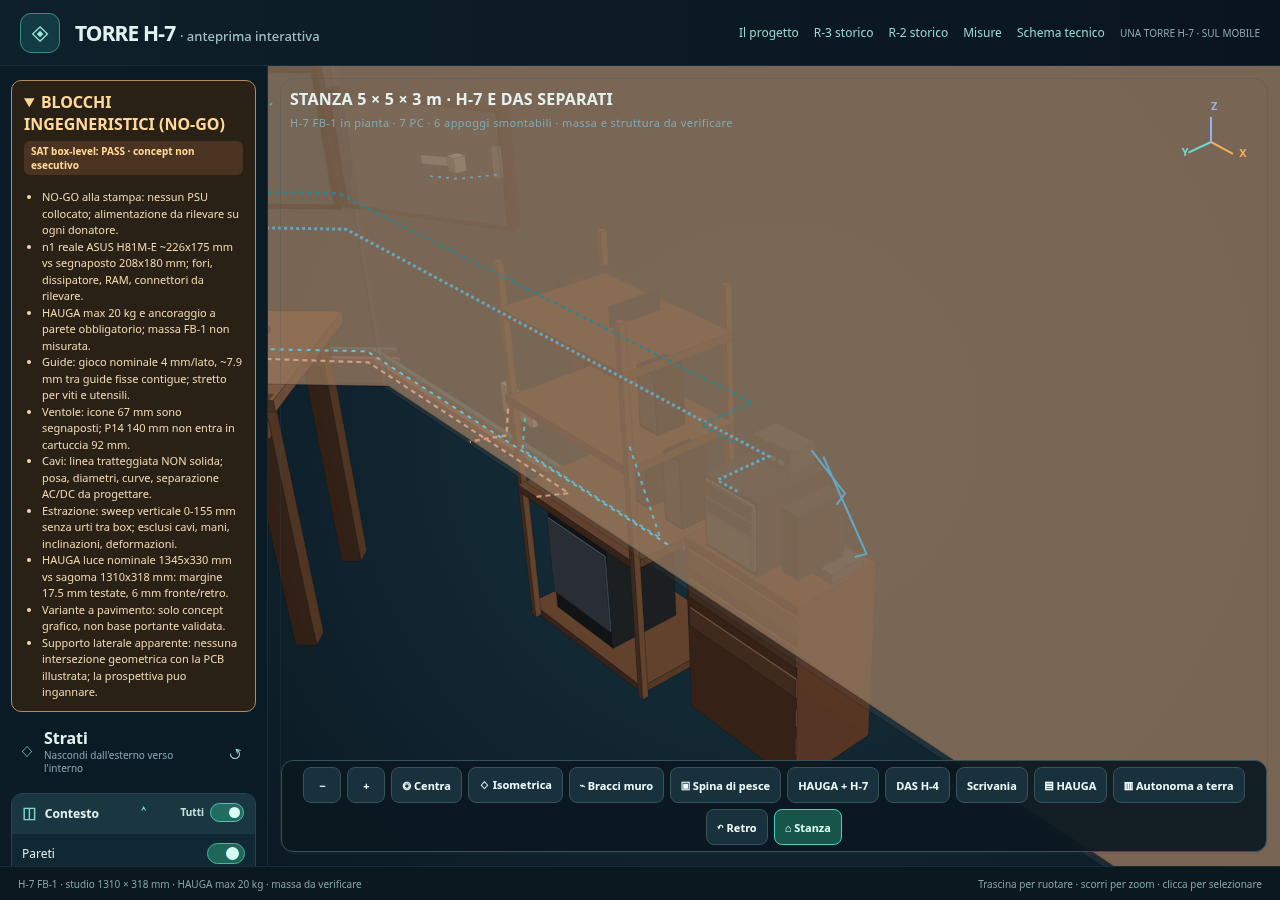 TORRE H-7 · anteprima interattiva
Il progetto
R-3 storico
R-2 storico
Misure
Schema tecnico
UNA TORRE H-7 · SUL MOBILE
▼ BLOCCHI
INGEGNERISTICI (NO-GO)
SAT box-level: PASS · concept non
esecutivo
• NO-GO alla stampa: nessun PSU
collocato; alimentazione da rilevare su
ogni donatore.
• n1 reale ASUS H81M-E ~226x175 mm
vs segnaposto 208x180 mm; fori,
dissipatore, RAM, connettori da
rilevare.
• HAUGA max 20 kg e ancoraggio a
parete obbligatorio; massa FB-1 non
misurata.
• Guide: gioco nominale 4 mm/lato, ~7.9
mm tra guide fisse contigue; stretto
per viti e utensili.
• Ventole: icone 67 mm sono
segnaposti; P14 140 mm non entra in
cartuccia 92 mm.
• Cavi: linea tratteggiata NON solida;
posa, diametri, curve, separazione
AC/DC da progettare.
• Estrazione: sweep verticale 0-155 mm
senza urti tra box; esclusi cavi, mani,
inclinazioni, deformazioni.
• HAUGA luce nominale 1345x330 mm
vs sagoma 1310x318 mm: margine
17.5 mm testate, 6 mm fronte/retro.
• Variante a pavimento: solo concept
grafico, non base portante validata.
• Supporto laterale apparente: nessuna
intersezione geometrica con la PCB
illustrata; la prospettiva puo
ingannare.
Strati
Nascondi dall'esterno verso
l'interno
Contesto
Tutti
Pareti
STANZA 5 × 5 × 3 m · H-7 E DAS SEPARATI
H-7 FB-1 in pianta · 7 PC · 6 appoggi smontabili · massa e struttura da verificare
Z
Y
X
−
+
Centra
Isometrica
Bracci muro
Spina di pesce
HAUGA + H-7
DAS H-4
Scrivania
HAUGA
Autonoma a terra
Retro
Stanza
H-7 FB-1 · studio 1310 × 318 mm · HAUGA max 20 kg · massa da verificare
Trascina per ruotare · scorri per zoom · clicca per selezionare